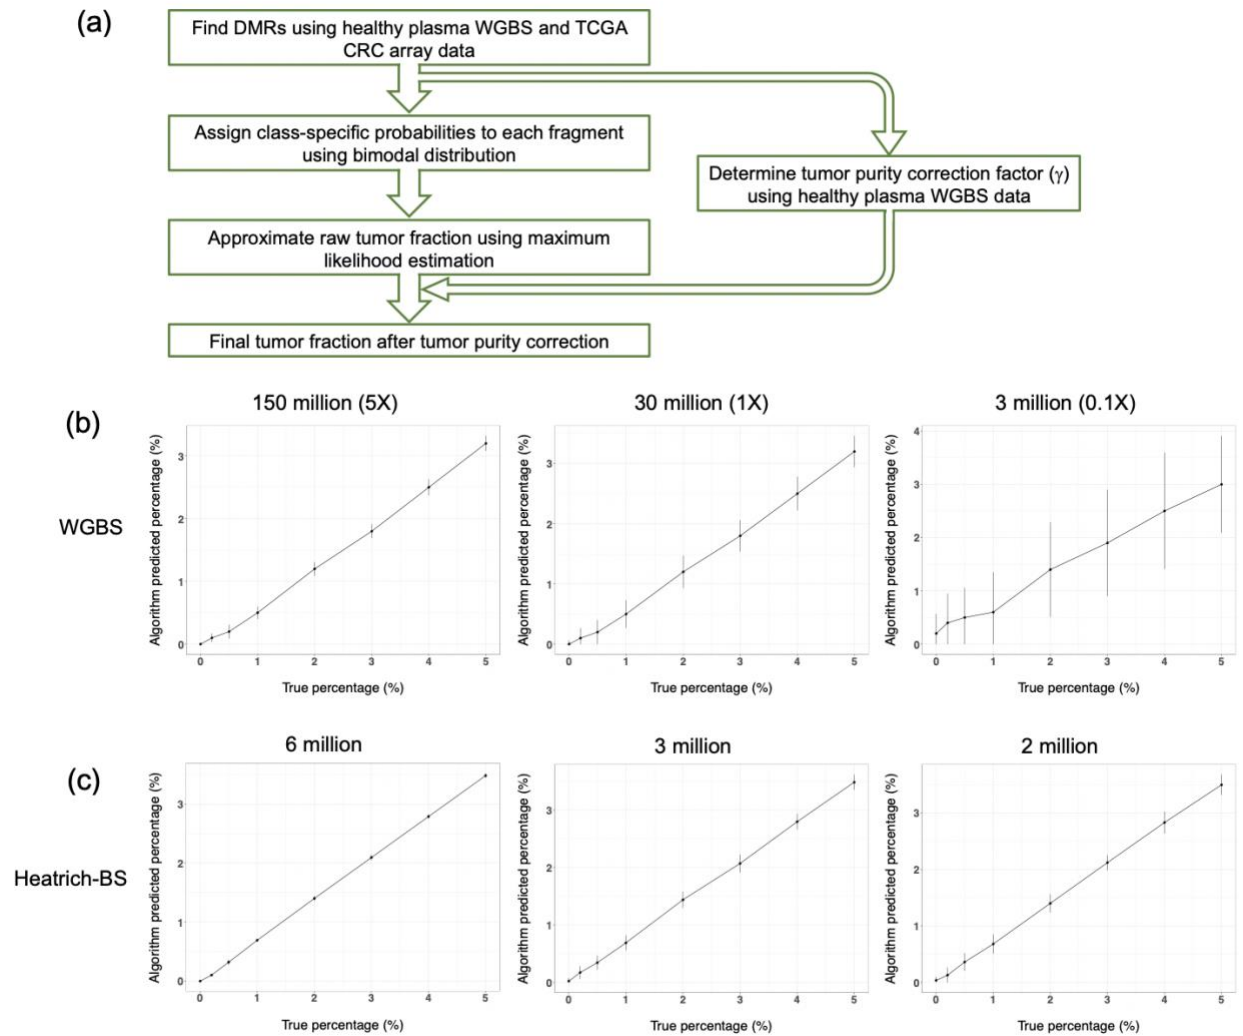 (a)
Find DMRs using healthy plasma WGBS and TCGA
CRC array data
Assign class-specific probabilities to each fragment
using bimodal distribution
Determine tumor purity correction factor (γ)
using healthy plasma WGBS data
Approximate raw tumor fraction using maximum
likelihood estimation
Final tumor fraction after tumor purity correction
(b)
WGBS
150 million (5X)
Algorithm predicted percentage (%)
3
2
1
0
0 1 2 3 4 5
True percentage (%)
30 million (1X)
Algorithm predicted percentage (%)
3
2
1
0
0 1 2 3 4 5
True percentage (%)
3 million (0.1X)
Algorithm predicted percentage (%)
4
3
2
1
0
0 1 2 3 4 5
True percentage (%)
(c)
Heatrich-BS
6 million
Algorithm predicted percentage (%)
3
2
1
0
0 1 2 3 4 5
True percentage (%)
3 million
Algorithm predicted percentage (%)
3
2
1
0
0 1 2 3 4 5
True percentage (%)
2 million
Algorithm predicted percentage (%)
3
2
1
0
0 1 2 3 4 5
True percentage (%)